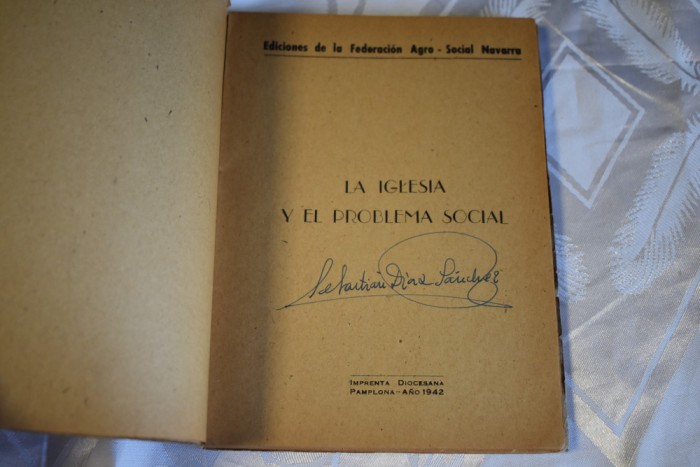 Ediciones de la Federación Agro - Social Navarra
LA IGLESIA
Y EL PROBLEMA SOCIAL
Sebastián Díaz Sánchez
IMPRENTA DIOCESANA
PAMPLONA - AÑO 1942